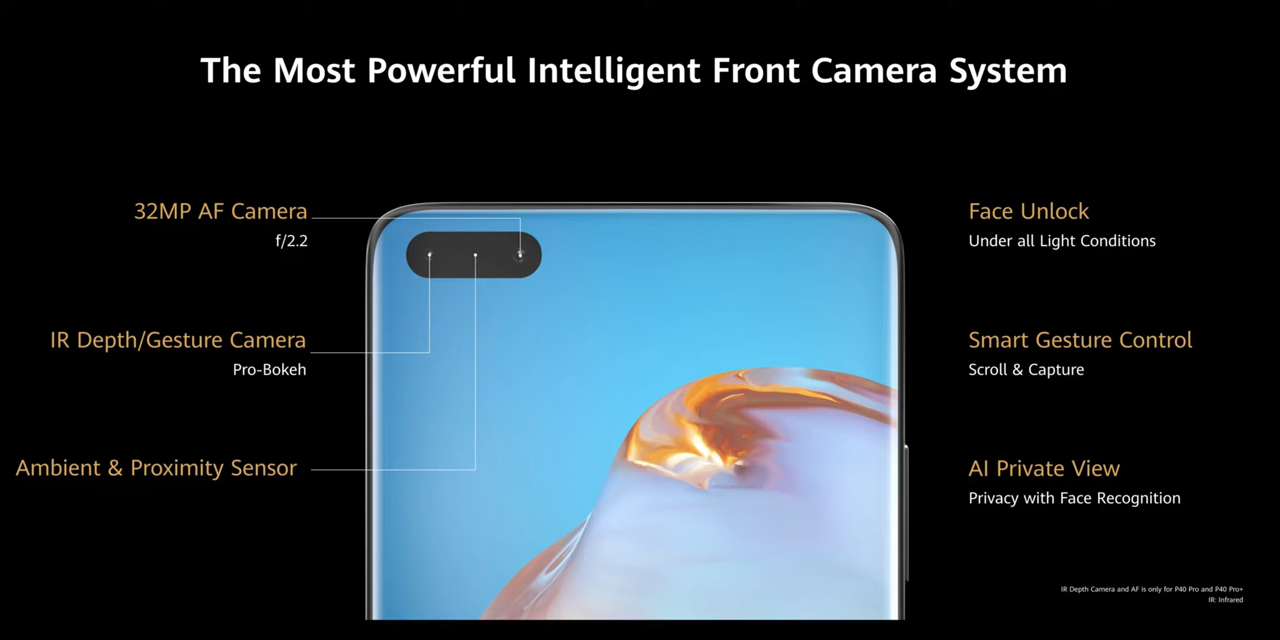 The Most Powerful Intelligent Front Camera System
32MP AF Camera
f/2.2
IR Depth/Gesture Camera
Pro-Bokeh
Ambient & Proximity Sensor
Face Unlock
Under all Light Conditions
Smart Gesture Control
Scroll & Capture
AI Private View
Privacy with Face Recognition
IR Depth Camera and AF is only for P40 Pro and P40 Pro+
IR: Infrared